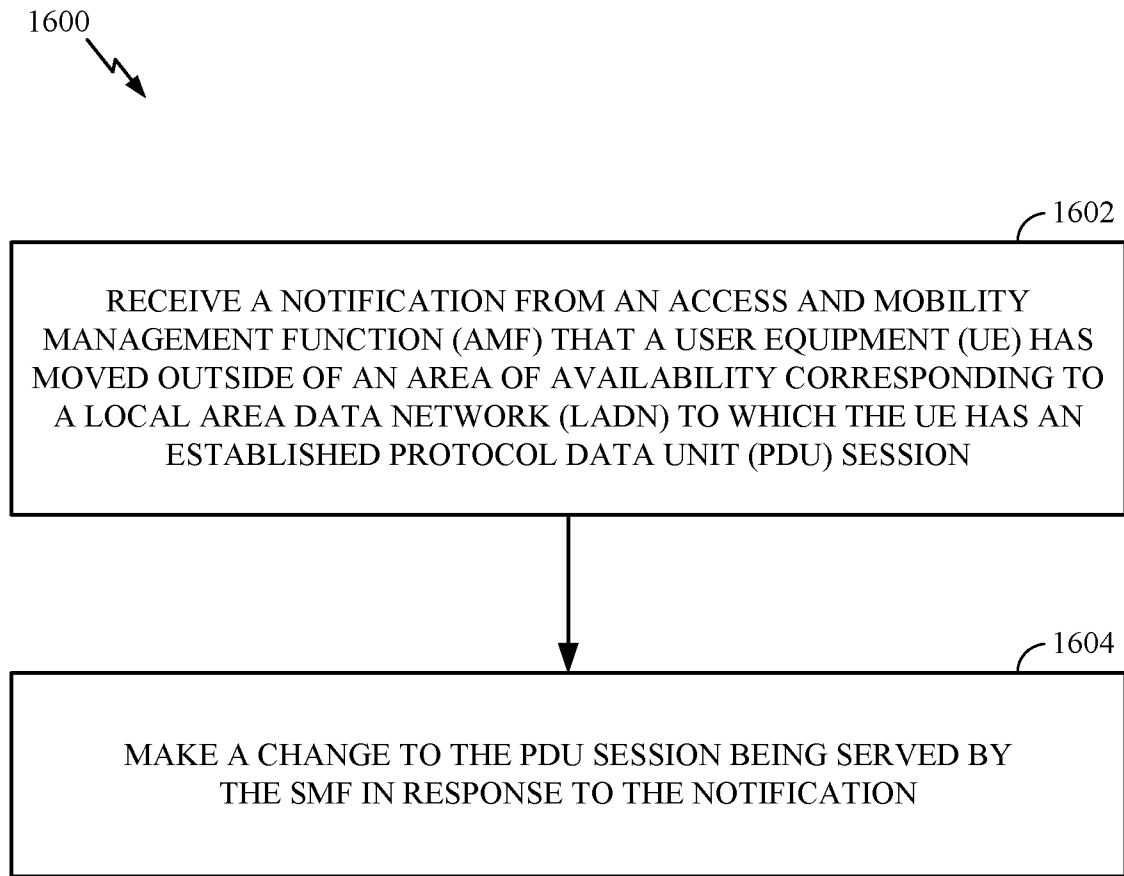 1600
1602
RECEIVE A NOTIFICATION FROM AN ACCESS AND MOBILITY
MANAGEMENT FUNCTION (AMF) THAT A USER EQUIPMENT (UE) HAS
MOVED OUTSIDE OF AN AREA OF AVAILABILITY CORRESPONDING TO
A LOCAL AREA DATA NETWORK (LADN) TO WHICH THE UE HAS AN
ESTABLISHED PROTOCOL DATA UNIT (PDU) SESSION
1604
MAKE A CHANGE TO THE PDU SESSION BEING SERVED BY
THE SMF IN RESPONSE TO THE NOTIFICATION